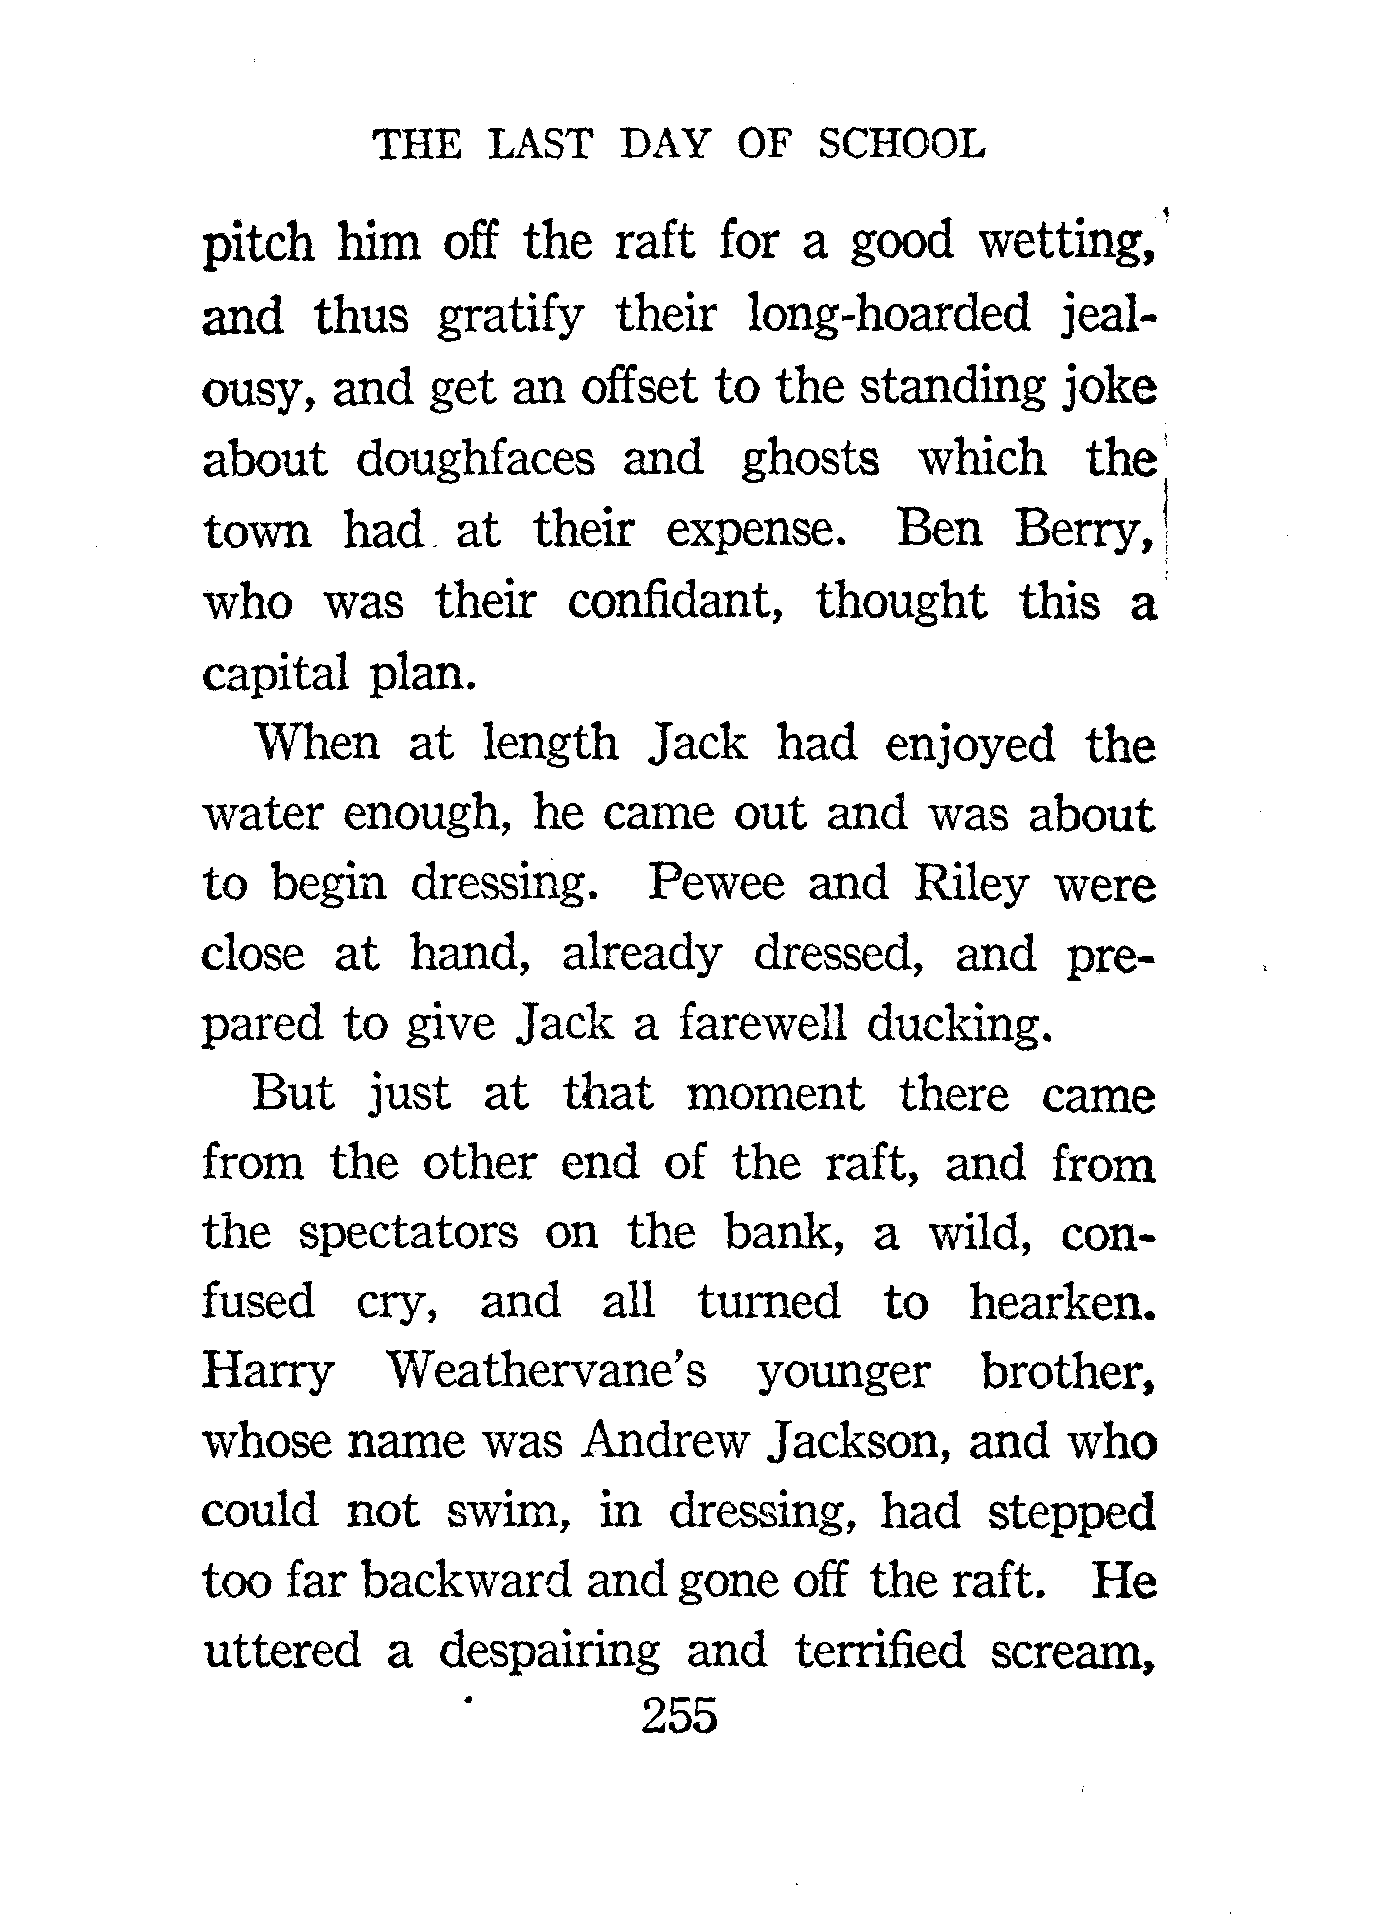 THE LAST DAY OF SCHOOL
pitch him off the raft for a good wetting,
and thus gratify their long-hoarded jeal-
ousy, and get an offset to the standing joke
about doughfaces and ghosts which the
town had at their expense. Ben Berry,
who was their confidant, thought this a
capital plan.
When at length Jack had enjoyed the
water enough, he came out and was about
to begin dressing. Pewee and Riley were
close at hand, already dressed, and pre-
pared to give Jack a farewell ducking.
But just at that moment there came
from the other end of the raft, and from
the spectators on the bank, a wild, con-
fused cry, and all turned to hearken.
Harry Weathervane's younger brother,
whose name was Andrew Jackson, and who
could not swim, in dressing, had stepped
too far backward and gone off the raft. He
uttered a despairing and terrified scream,
255